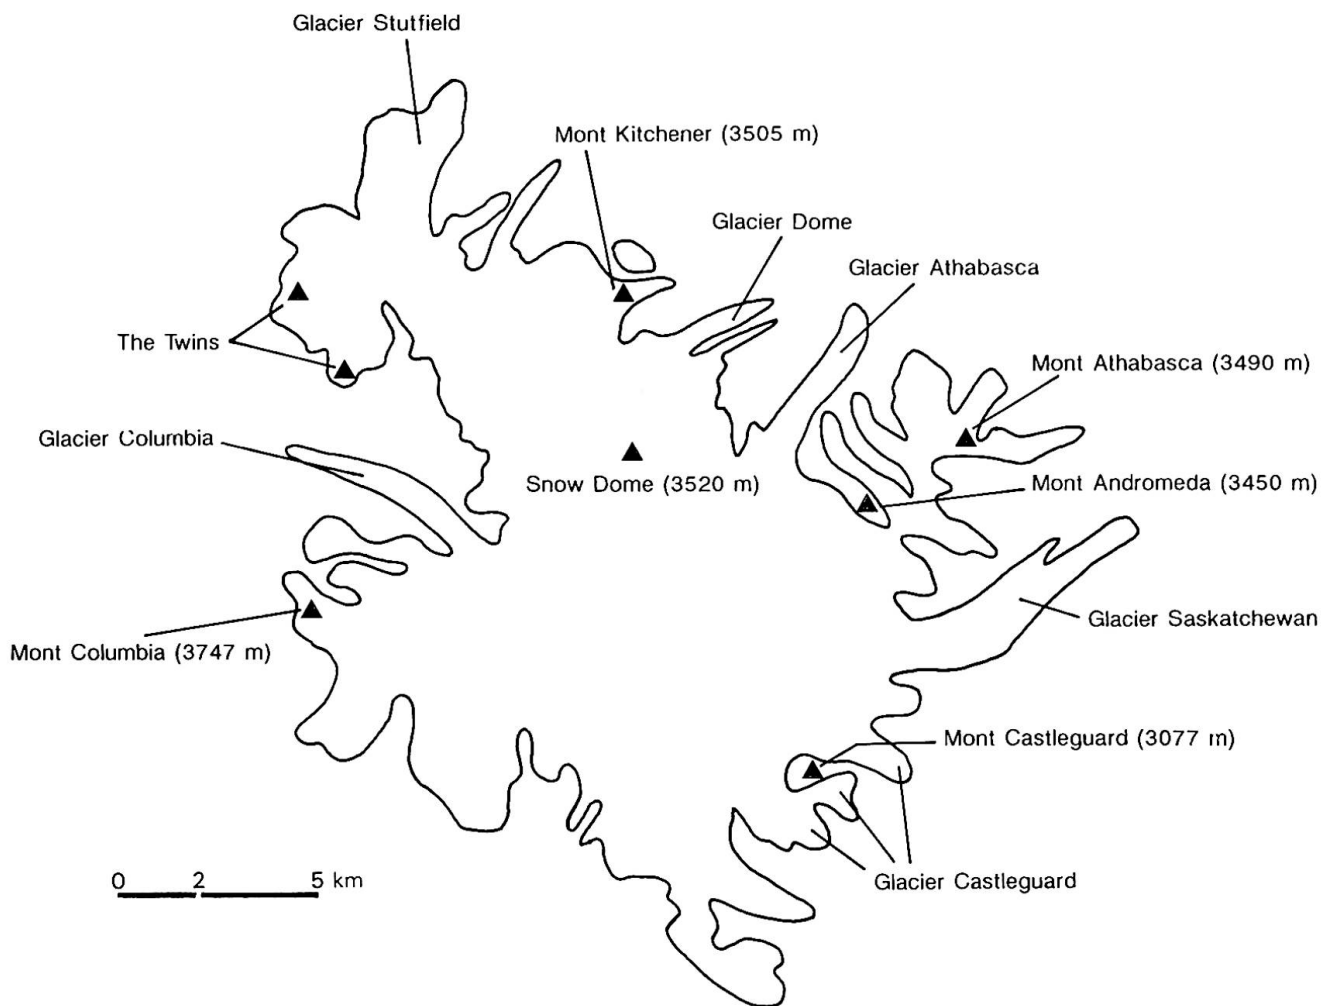 Glacier Stutfield
Mont Kitchener (3505 m)
Glacier Dome
Glacier Athabasca
The Twins
Mont Athabasca (3490 m)
Glacier Columbia
Snow Dome (3520 m)
Mont Andromeda (3450 m)
Glacier Saskatchewan
Mont Columbia (3747 m)
Mont Castleguard (3077 m)
0 2 5 km
Glacier Castleguard